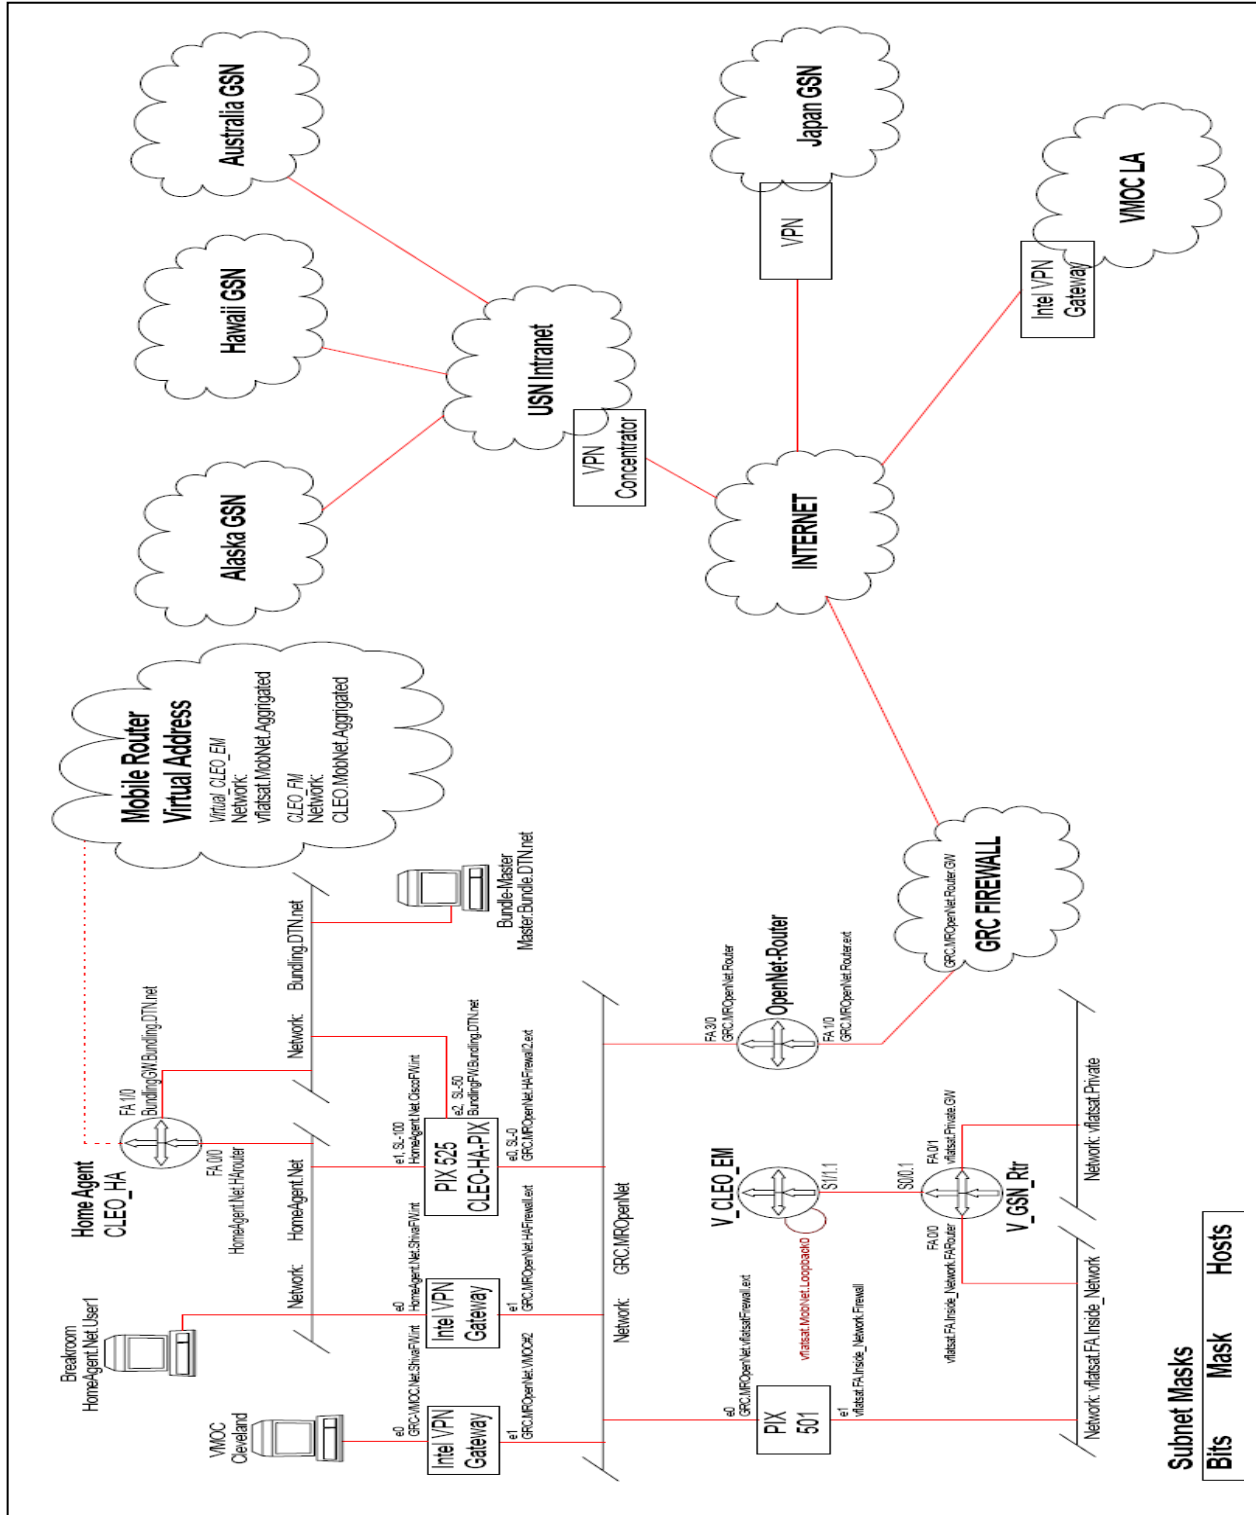 Home Agent
CLEO_HA
Mobile Router
Virtual Address
Virtual_CLEO_EM
Network:
vflatsat.MobNet.Aggrigated
CLEO_FM
Network:
CLEO.MobNet.Aggrigated
Alaska GSN
Hawaii GSN
Australia GSN
Breakroom
HomeAgent.Net.User1
FA 1/0
BundlingGW.Bundling.DTN.net
FA 0/0
HomeAgent.Net.HArouter
VMOC
Cleveland
Network:
HomeAgent.Net
Network:
Bundling.DTN.net
Bundle-Master
Master.Bundle.DTN.net
USN Intranet
VPN
Concentrator
e0
GRC-VMOC.Net.ShivaFW.int
Intel VPN
Gateway
e1
GRC.MROpenNet.VMOC#2
e0
HomeAgent.Net.ShivaFW.int
Intel VPN
Gateway
e1
GRC.MROpenNet.HAFirewall.ext
e1, SL-100
HomeAgent.Net.CiscoFW.int
PIX 525
CLEO-HA-PIX
e2, SL-50
BundlingFW.Bundling.DTN.net
e0, SL-0
GRC.MROpenNet.HAFirewall2.ext
Network:
GRC.MROpenNet
FA 3/0
GRC.MROpenNet.Router
OpenNet-Router
FA 1/0
GRC.MROpenNet.Router.ext
INTERNET
VPN
Japan GSN
e0
GRC.MROpenNet.vflatsatFirewall.ext
PIX
501
e1
vflatsat.FA.Inside_Network.Firewall
V_CLEO_EM
S1/1.1
vflatsat.MobNet.Loopback0
S0/0.1
FA 0/0
vflatsat.FA.Inside_Network.FARouter
FA 0/1
vflatsat.Private.GW
V_GSN_Rtr
GRC.MROpenNet.Router.GW
GRC FIREWALL
Intel VPN
Gateway
VMOC LA
Network: vflatsat.FA.Inside_Network
Network: vflatsat.Private
Subnet Masks
Bits Mask Hosts